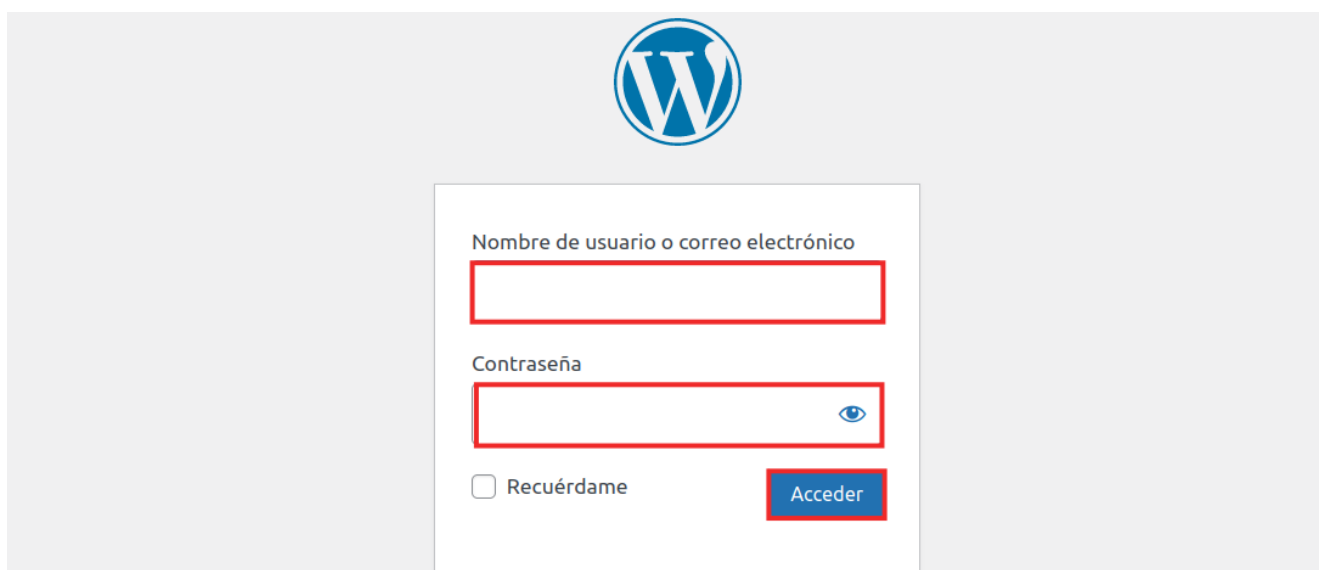 Nombre de usuario o correo electrónico
Contraseña
Recuérdame
Acceder